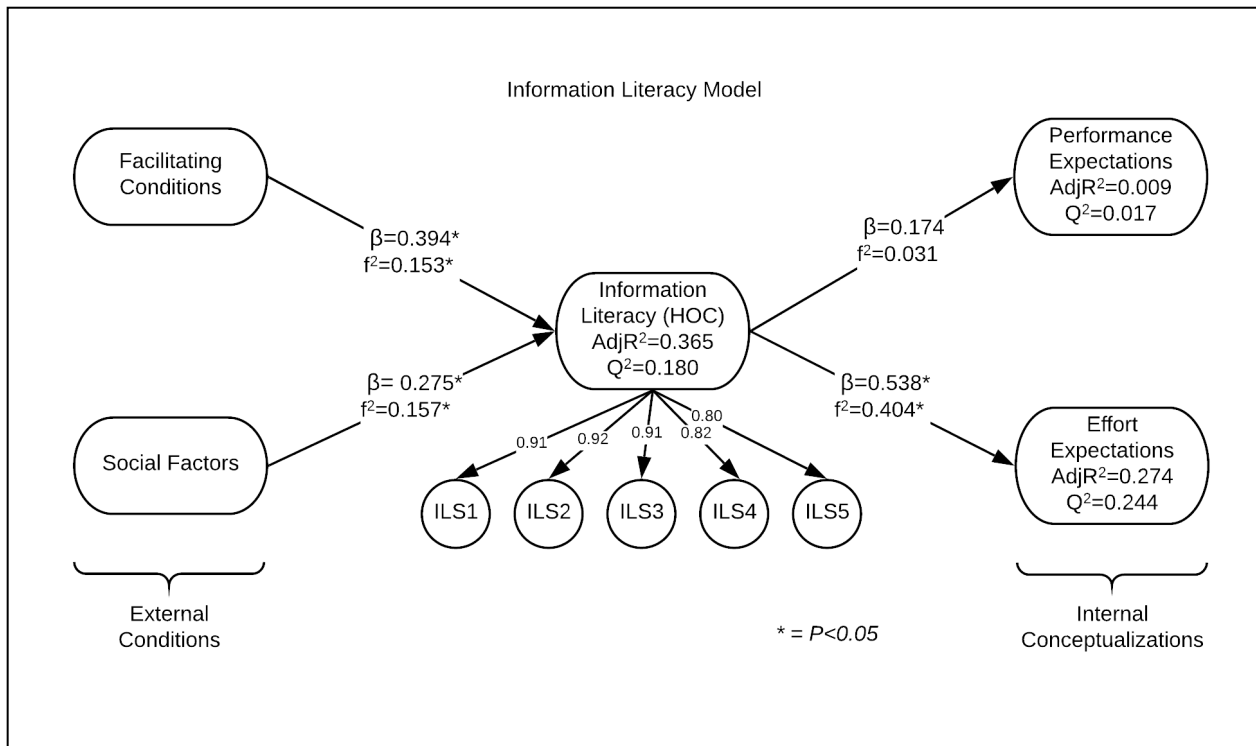 Information Literacy Model
Facilitating
Conditions
β=0.394*
f²=0.153*
Social Factors
β= 0.275*
f²=0.157*
Information
Literacy (HOC)
AdjR²=0.365
Q²=0.180
0.91
0.92
0.91
0.82
0.80
ILS1
ILS2
ILS3
ILS4
ILS5
β=0.174
f²=0.031
Performance
Expectations
AdjR²=0.009
Q²=0.017
β=0.538*
f²=0.404*
Effort
Expectations
AdjR²=0.274
Q²=0.244
External
Conditions
* = P<0.05
Internal
Conceptualizations